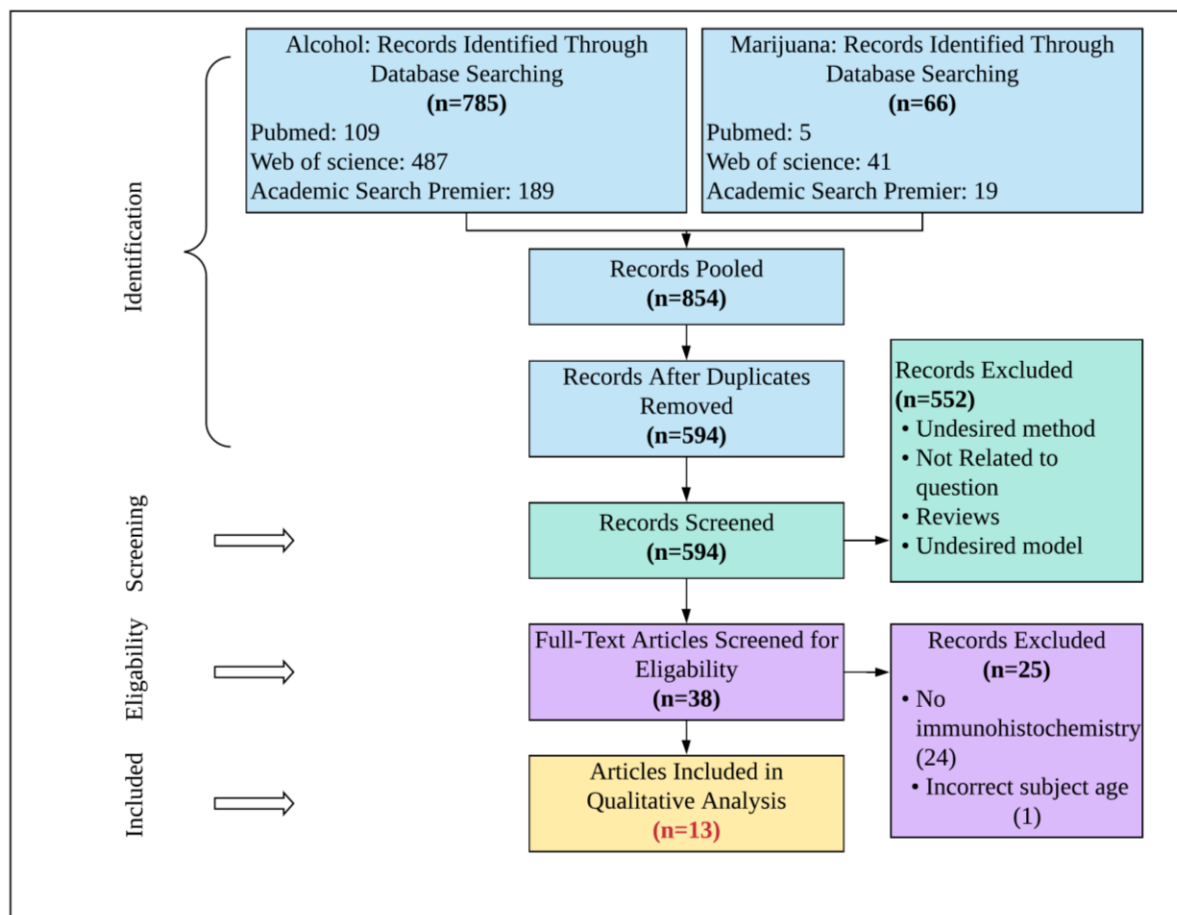 Alcohol: Records Identified Through
Database Searching
(n=785)
Pubmed: 109
Web of science: 487
Academic Search Premier: 189
Marijuana: Records Identified Through
Database Searching
(n=66)
Pubmed: 5
Web of science: 41
Academic Search Premier: 19
Identification
Records Pooled
(n=854)
Records After Duplicates
Removed
(n=594)
Records Excluded
(n=552)
• Undesired method
• Not Related to
question
• Reviews
• Undesired model
Screening
Records Screened
(n=594)
Eligability
Full-Text Articles Screened for
Eligability
(n=38)
Records Excluded
(n=25)
• No
immunohistochemistry
(24)
• Incorrect subject age
(1)
Included
Articles Included in
Qualitative Analysis
(n=13)